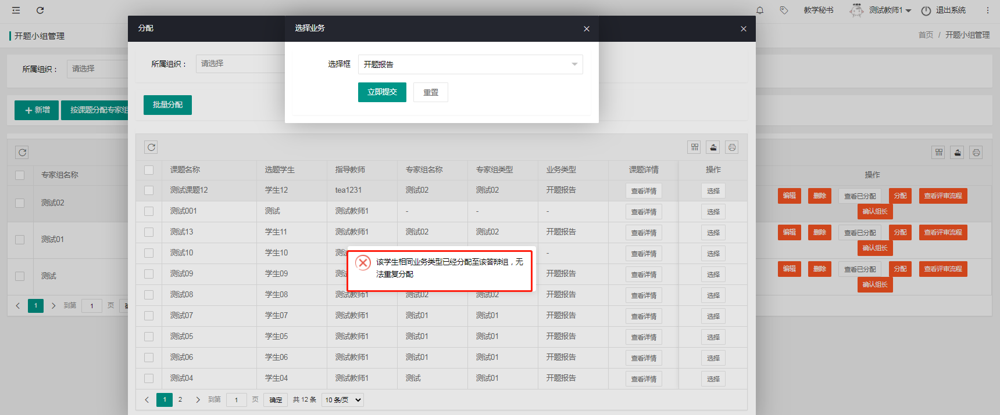 教学秘书
测试教师1
退出系统
开题小组管理
首页 / 开题小组管理
分配
选择业务
所属组织：
请选择
所属组织：
请选择
选择框
开题报告
立即提交
重置
新增
按课题分配专家组
批量分配
专家组名称
操作
测试02
编辑
删除
查看已分配
分配
查看评审流程
确认组长
测试01
编辑
删除
查看已分配
分配
查看评审流程
确认组长
测试
编辑
删除
查看已分配
分配
查看评审流程
确认组长
1
到第
1
页
课题名称 选题学生 指导教师 专家组名称 专家组类型 业务类型 课题详情 操作
测试课题12 学生12 tea1231 测试02 测试02 开题报告 查看详情 选择
测试001 测试 测试教师1 - - - 查看详情 选择
测试13 学生11 测试教师1 测试02 测试02 开题报告 查看详情 选择
测试10 学生10 - 查看详情 选择
测试09 学生09 开题报告 查看详情 选择
测试08 学生08 测试教师1 测试02 测试02 开题报告 查看详情 选择
测试07 学生07 测试教师1 测试01 测试01 开题报告 查看详情 选择
测试05 学生05 测试教师1 测试01 测试01 开题报告 查看详情 选择
测试06 学生06 测试教师1 测试01 测试01 开题报告 查看详情 选择
测试04 学生04 测试教师1 测试 测试01 开题报告 查看详情 选择
该学生相同业务类型已经分配至该答辩组，无
法重复分配
1 2 到第 1 页 确定 共 12 条 10 条/页